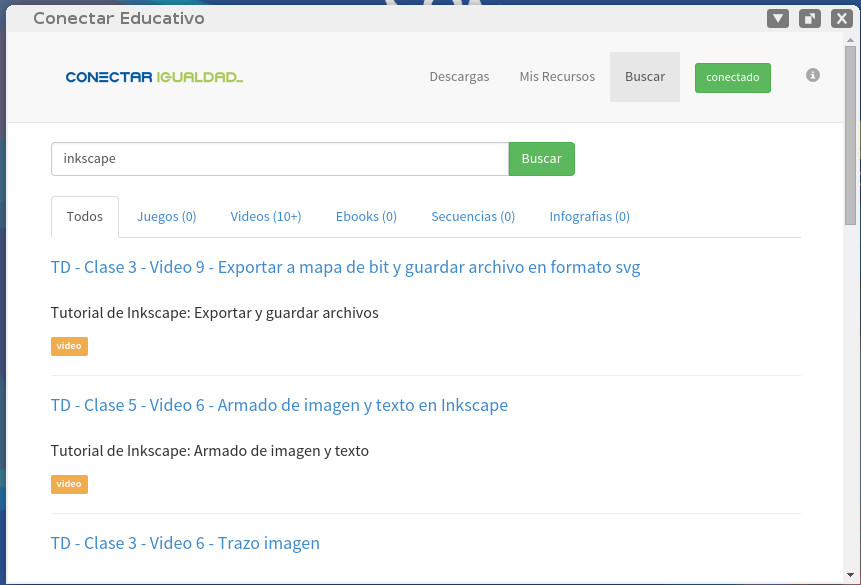 Conectar Educativo
CONECTAR IGUALDAD_
Descargas
Mis Recursos
Buscar
conectado
inkscape
Buscar
Todos
Juegos (0)
Videos (10+)
Ebooks (0)
Secuencias (0)
Infografias (0)
TD - Clase 3 - Video 9 - Exportar a mapa de bit y guardar archivo en formato svg
Tutorial de Inkscape: Exportar y guardar archivos
video
TD - Clase 5 - Video 6 - Armado de imagen y texto en Inkscape
Tutorial de Inkscape: Armado de imagen y texto
video
TD - Clase 3 - Video 6 - Trazo imagen